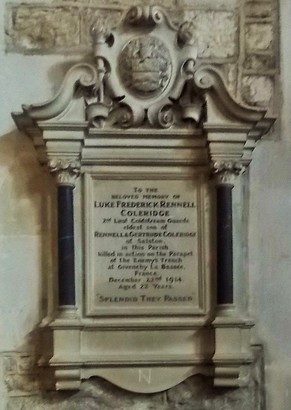 To the
beloved memory of
Luke Frederick Rennell
Coleridge
2nd Lieut Coldstream Guards
eldest son of
Rennell & Gertrude Coleridge
of Salston,
in this Parish
killed in action on the Parapet
of the Enemy's Trench
at Givenchy La Bassee,
France.
December 22nd 1914.
Aged 22 Years.
Splendid They Passed.
N